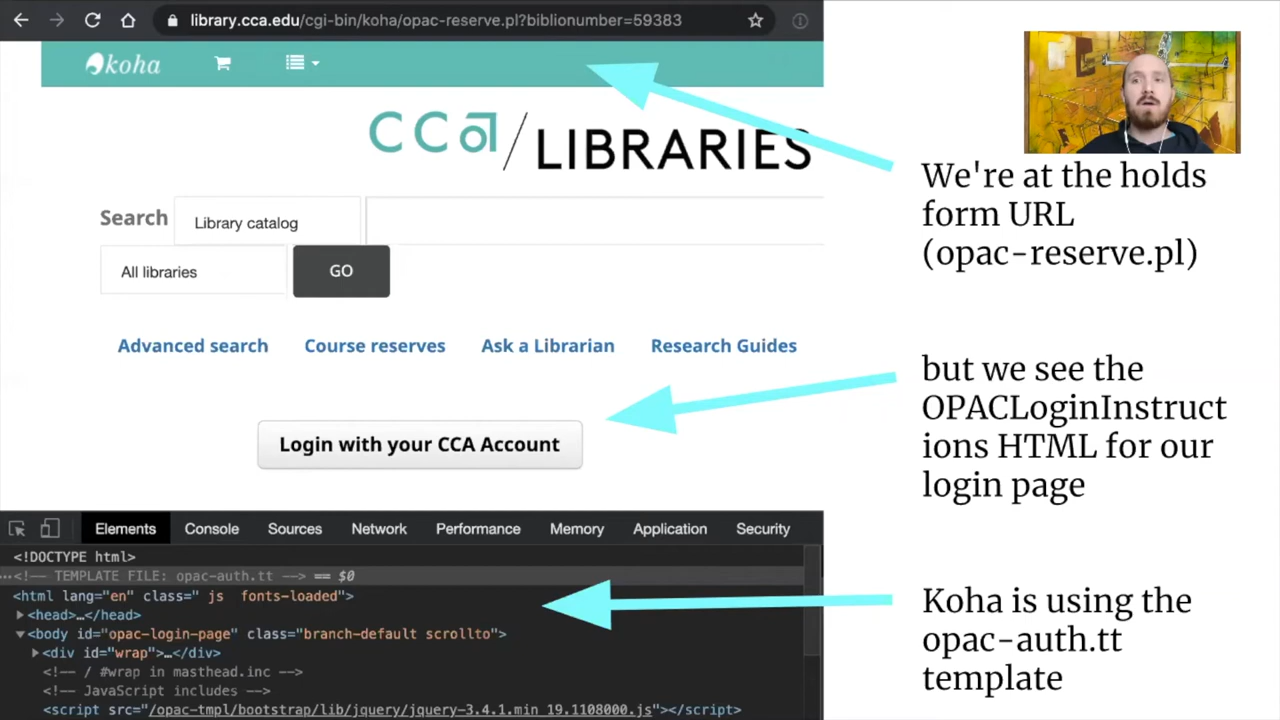 library.cca.edu/cgi-bin/koha/opac-reserve.pl?biblionumber=59383
koha
CCA/LIBRARIES
Search
Library catalog
All libraries
GO
Advanced search
Course reserves
Ask a Librarian
Research Guides
Login with your CCA Account
Elements
Console
Sources
Network
Performance
Memory
Application
Security
<!DOCTYPE html>
…<!-- TEMPLATE FILE: opac-auth.tt --> == $0
<html lang="en" class=" js  fonts-loaded">
<head>…</head>
<body id="opac-login-page" class="branch-default scrollto">
<div id="wrap">…</div>
<!-- / #wrap in masthead.inc -->
<!-- JavaScript includes -->
<script src="/opac-tmpl/bootstrap/lib/jquery/jquery-3.4.1.min_19.1108000.js"></script>
We're at the holds
form URL
(opac-reserve.pl)
but we see the
OPACLoginInstruct
ions HTML for our
login page
Koha is using the
opac-auth.tt
template